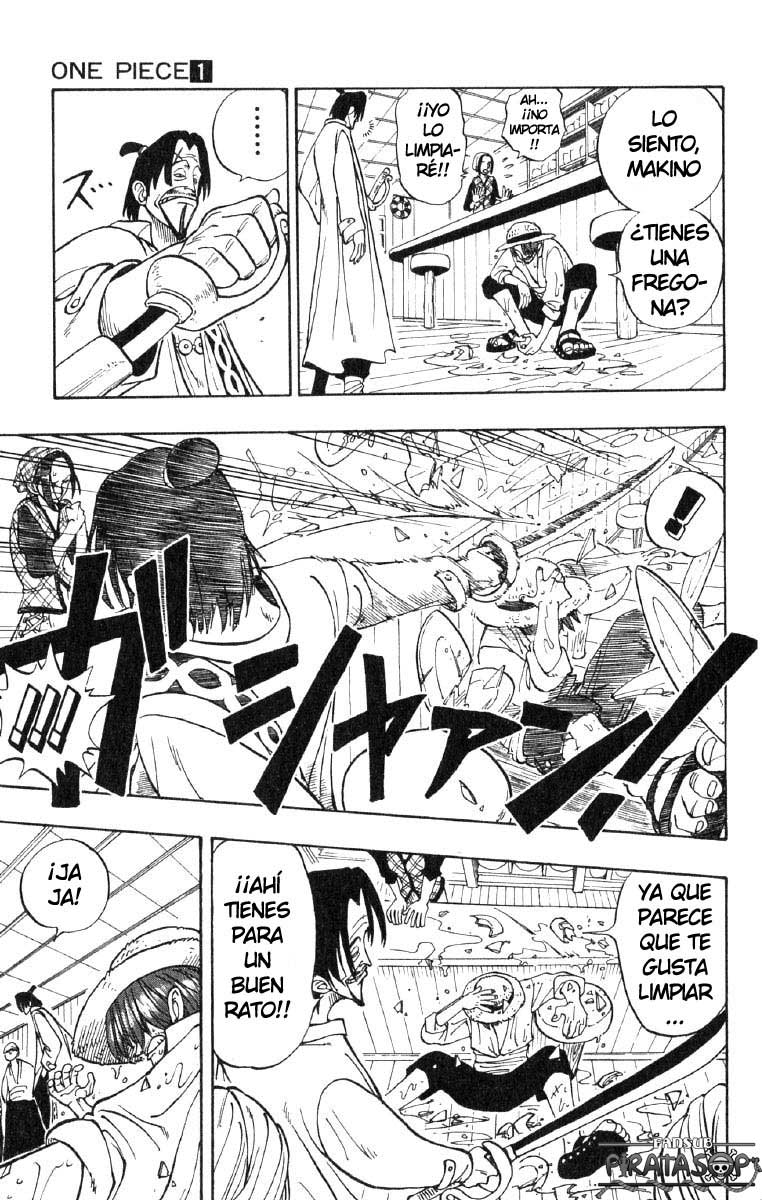 ONE PIECE 1
LO
SIENTO,
MAKINO
¿TIENES
UNA
FREGO-
NA?
AH...
¡¡NO
IMPORTA
!!
¡¡YO
LO
LIMPIA-
RÉ!!
......
ズ...
!!
ガシャアン!!
!!!!
YA QUE
PARECE
QUE TE
GUSTA
LIMPIAR
...
¡¡AHÍ
TIENES
PARA
UN
BUEN
RATO!!
¡JA
JA!
FANSUB
PIRATASOP